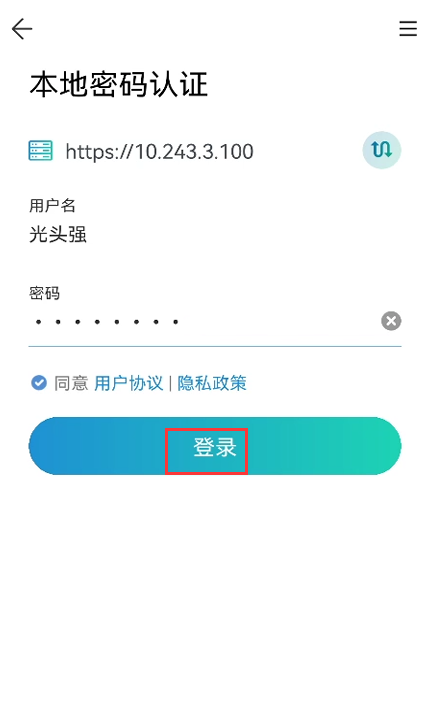 本地密码认证
https://10.243.3.100
用户名
光头强
密码
••••••••
同意 用户协议 | 隐私政策
登录